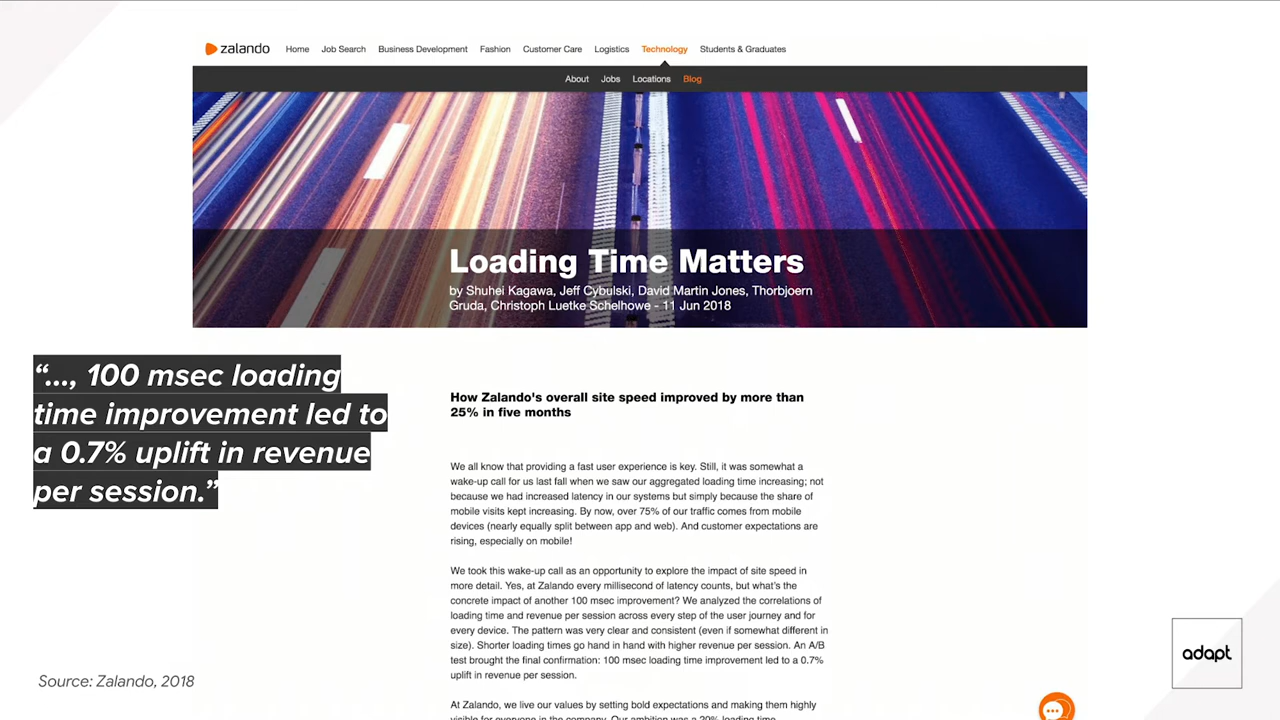 zalando Home Job Search Business Development Fashion Customer Care Logistics Technology Students & Graduates
About Jobs Locations Blog
Loading Time Matters
by Shuhei Kagawa, Jeff Cybulski, David Martin Jones, Thorbjoern
Gruda, Christoph Luetke Schelhowe - 11 Jun 2018
“..., 100 msec loading
time improvement led to
a 0.7% uplift in revenue
per session.”
How Zalando's overall site speed improved by more than
25% in five months
We all know that providing a fast user experience is key. Still, it was somewhat a
wake-up call for us last fall when we saw our aggregated loading time increasing; not
because we had increased latency in our systems but simply because the share of
mobile visits kept increasing. By now, over 75% of our traffic comes from mobile
devices (nearly equally split between app and web). And customer expectations are
rising, especially on mobile!
We took this wake-up call as an opportunity to explore the impact of site speed in
more detail. Yes, at Zalando every millisecond of latency counts, but what's the
concrete impact of another 100 msec improvement? We analyzed the correlations of
loading time and revenue per session across every step of the user journey and for
every device. The pattern was very clear and consistent (even if somewhat different in
size). Shorter loading times go hand in hand with higher revenue per session. An A/B
test brought the final confirmation: 100 msec loading time improvement led to a 0.7%
uplift in revenue per session.
At Zalando, we live our values by setting bold expectations and making them highly
visible for everyone in the company. Our ambition was a 20% loading time
Source: Zalando, 2018
adapt